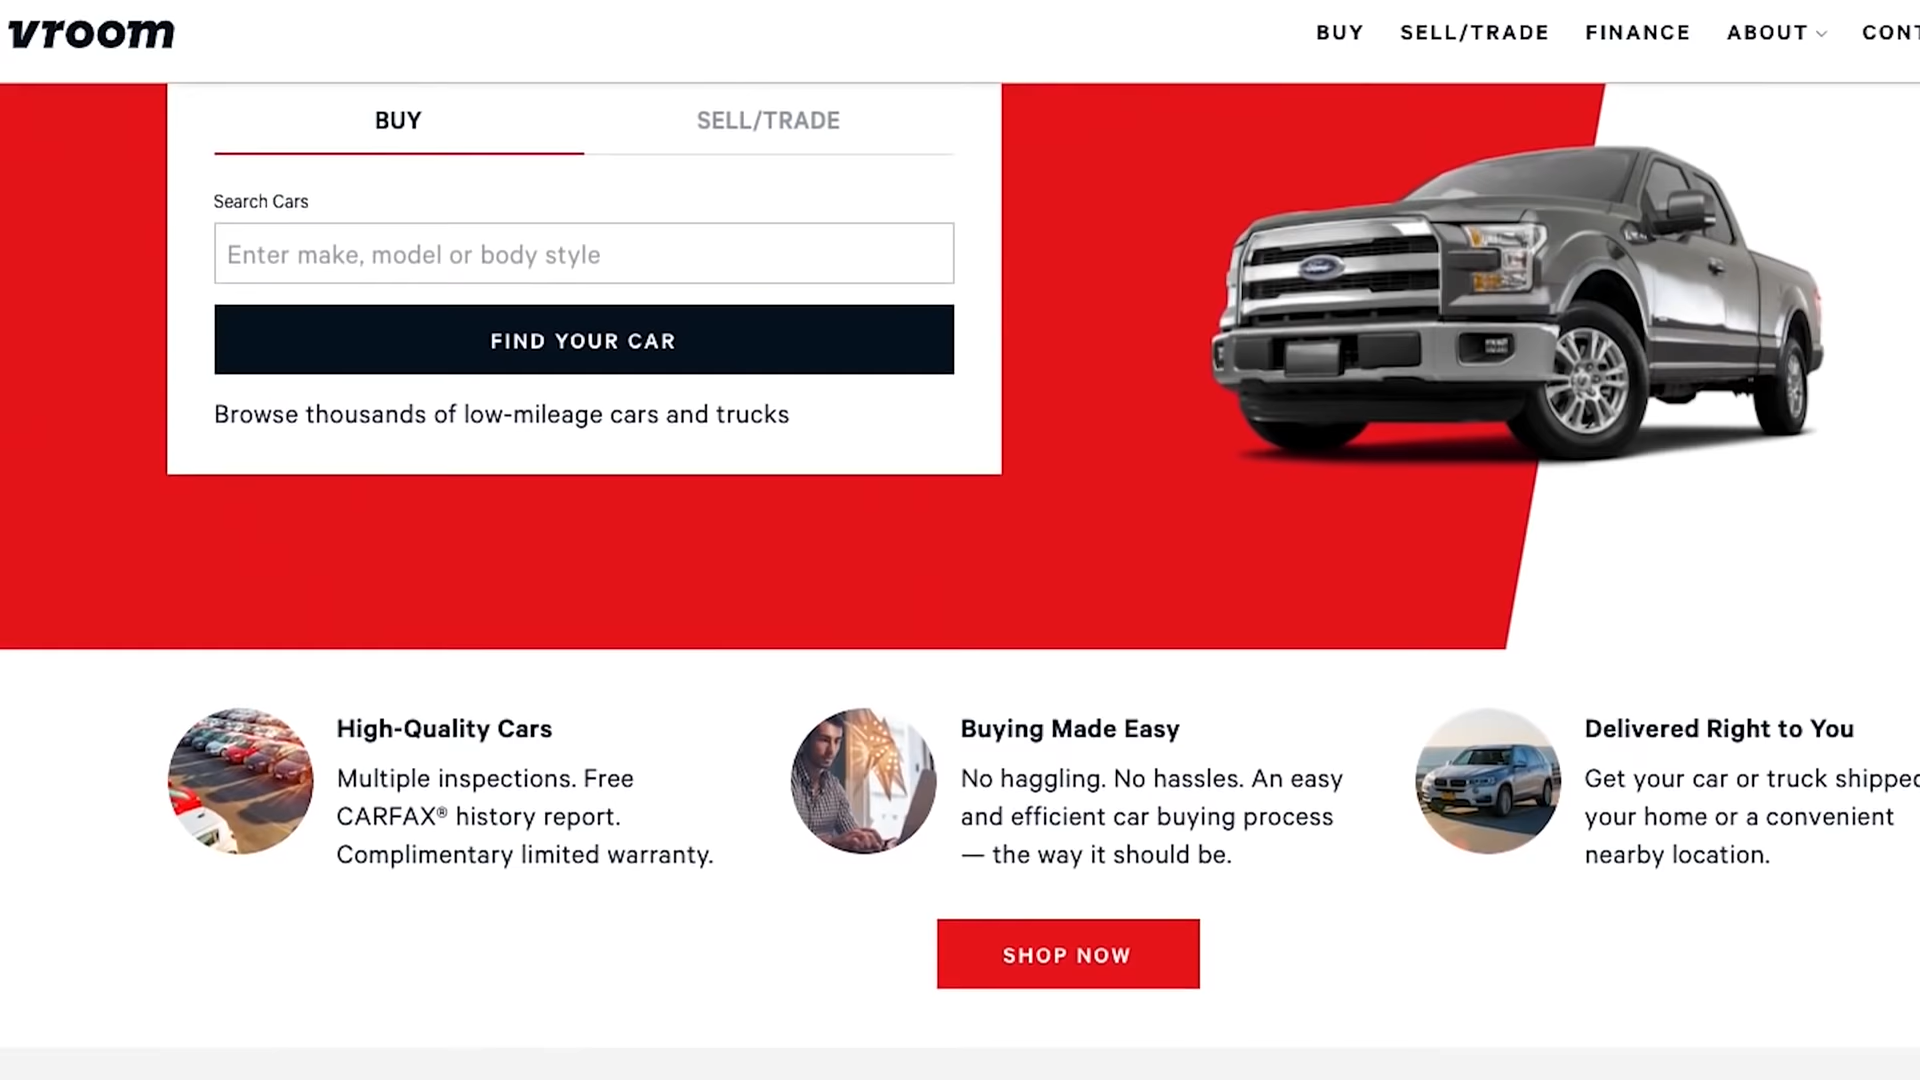 vroom
BUY SELL/TRADE FINANCE ABOUT CONT
BUY SELL/TRADE
Search Cars
Enter make, model or body style
FIND YOUR CAR
Browse thousands of low-mileage cars and trucks
Ford
High-Quality Cars
Multiple inspections. Free
CARFAX® history report.
Complimentary limited warranty.
Buying Made Easy
No haggling. No hassles. An easy
and efficient car buying process
— the way it should be.
Delivered Right to You
Get your car or truck shipped
your home or a convenient
nearby location.
SHOP NOW